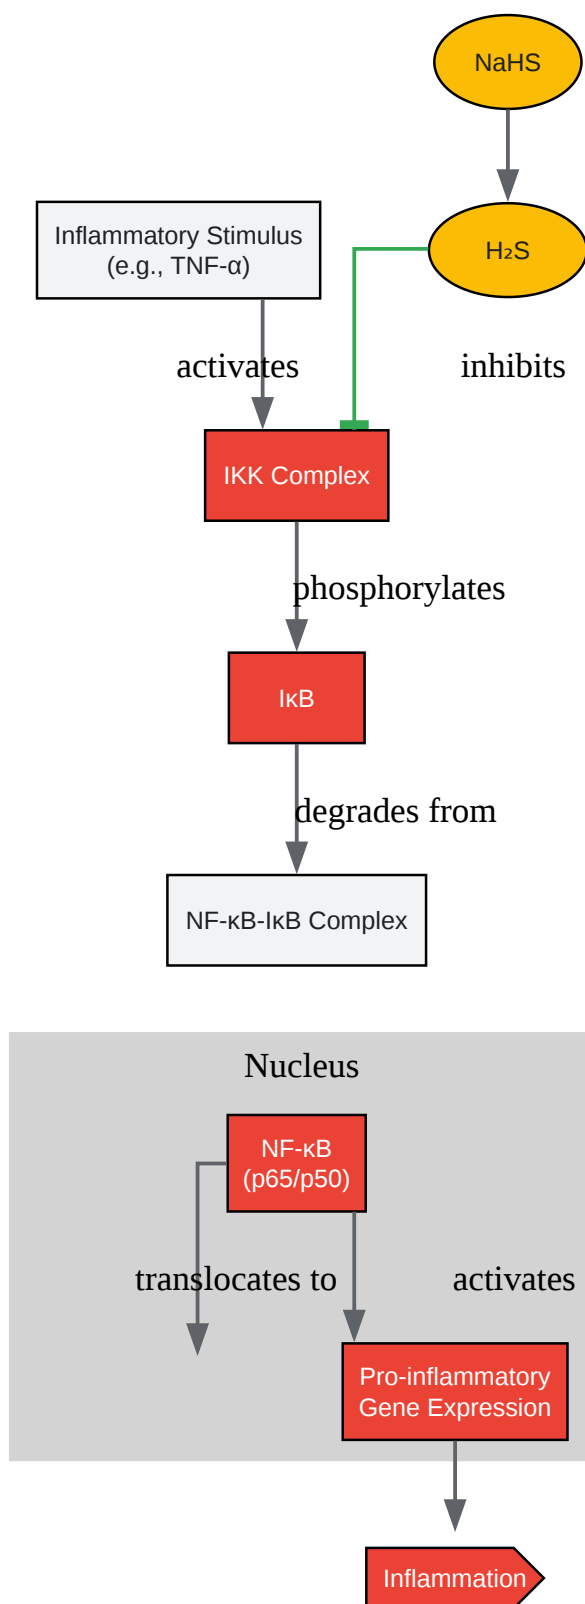 NaHS
Inflammatory Stimulus
(e.g., TNF-α)
H₂S
activates
inhibits
IKK Complex
phosphorylates
IκB
degrades from
NF-κB-IκB Complex
Nucleus
NF-κB
(p65/p50)
translocates to
activates
Pro-inflammatory
Gene Expression
Inflammation